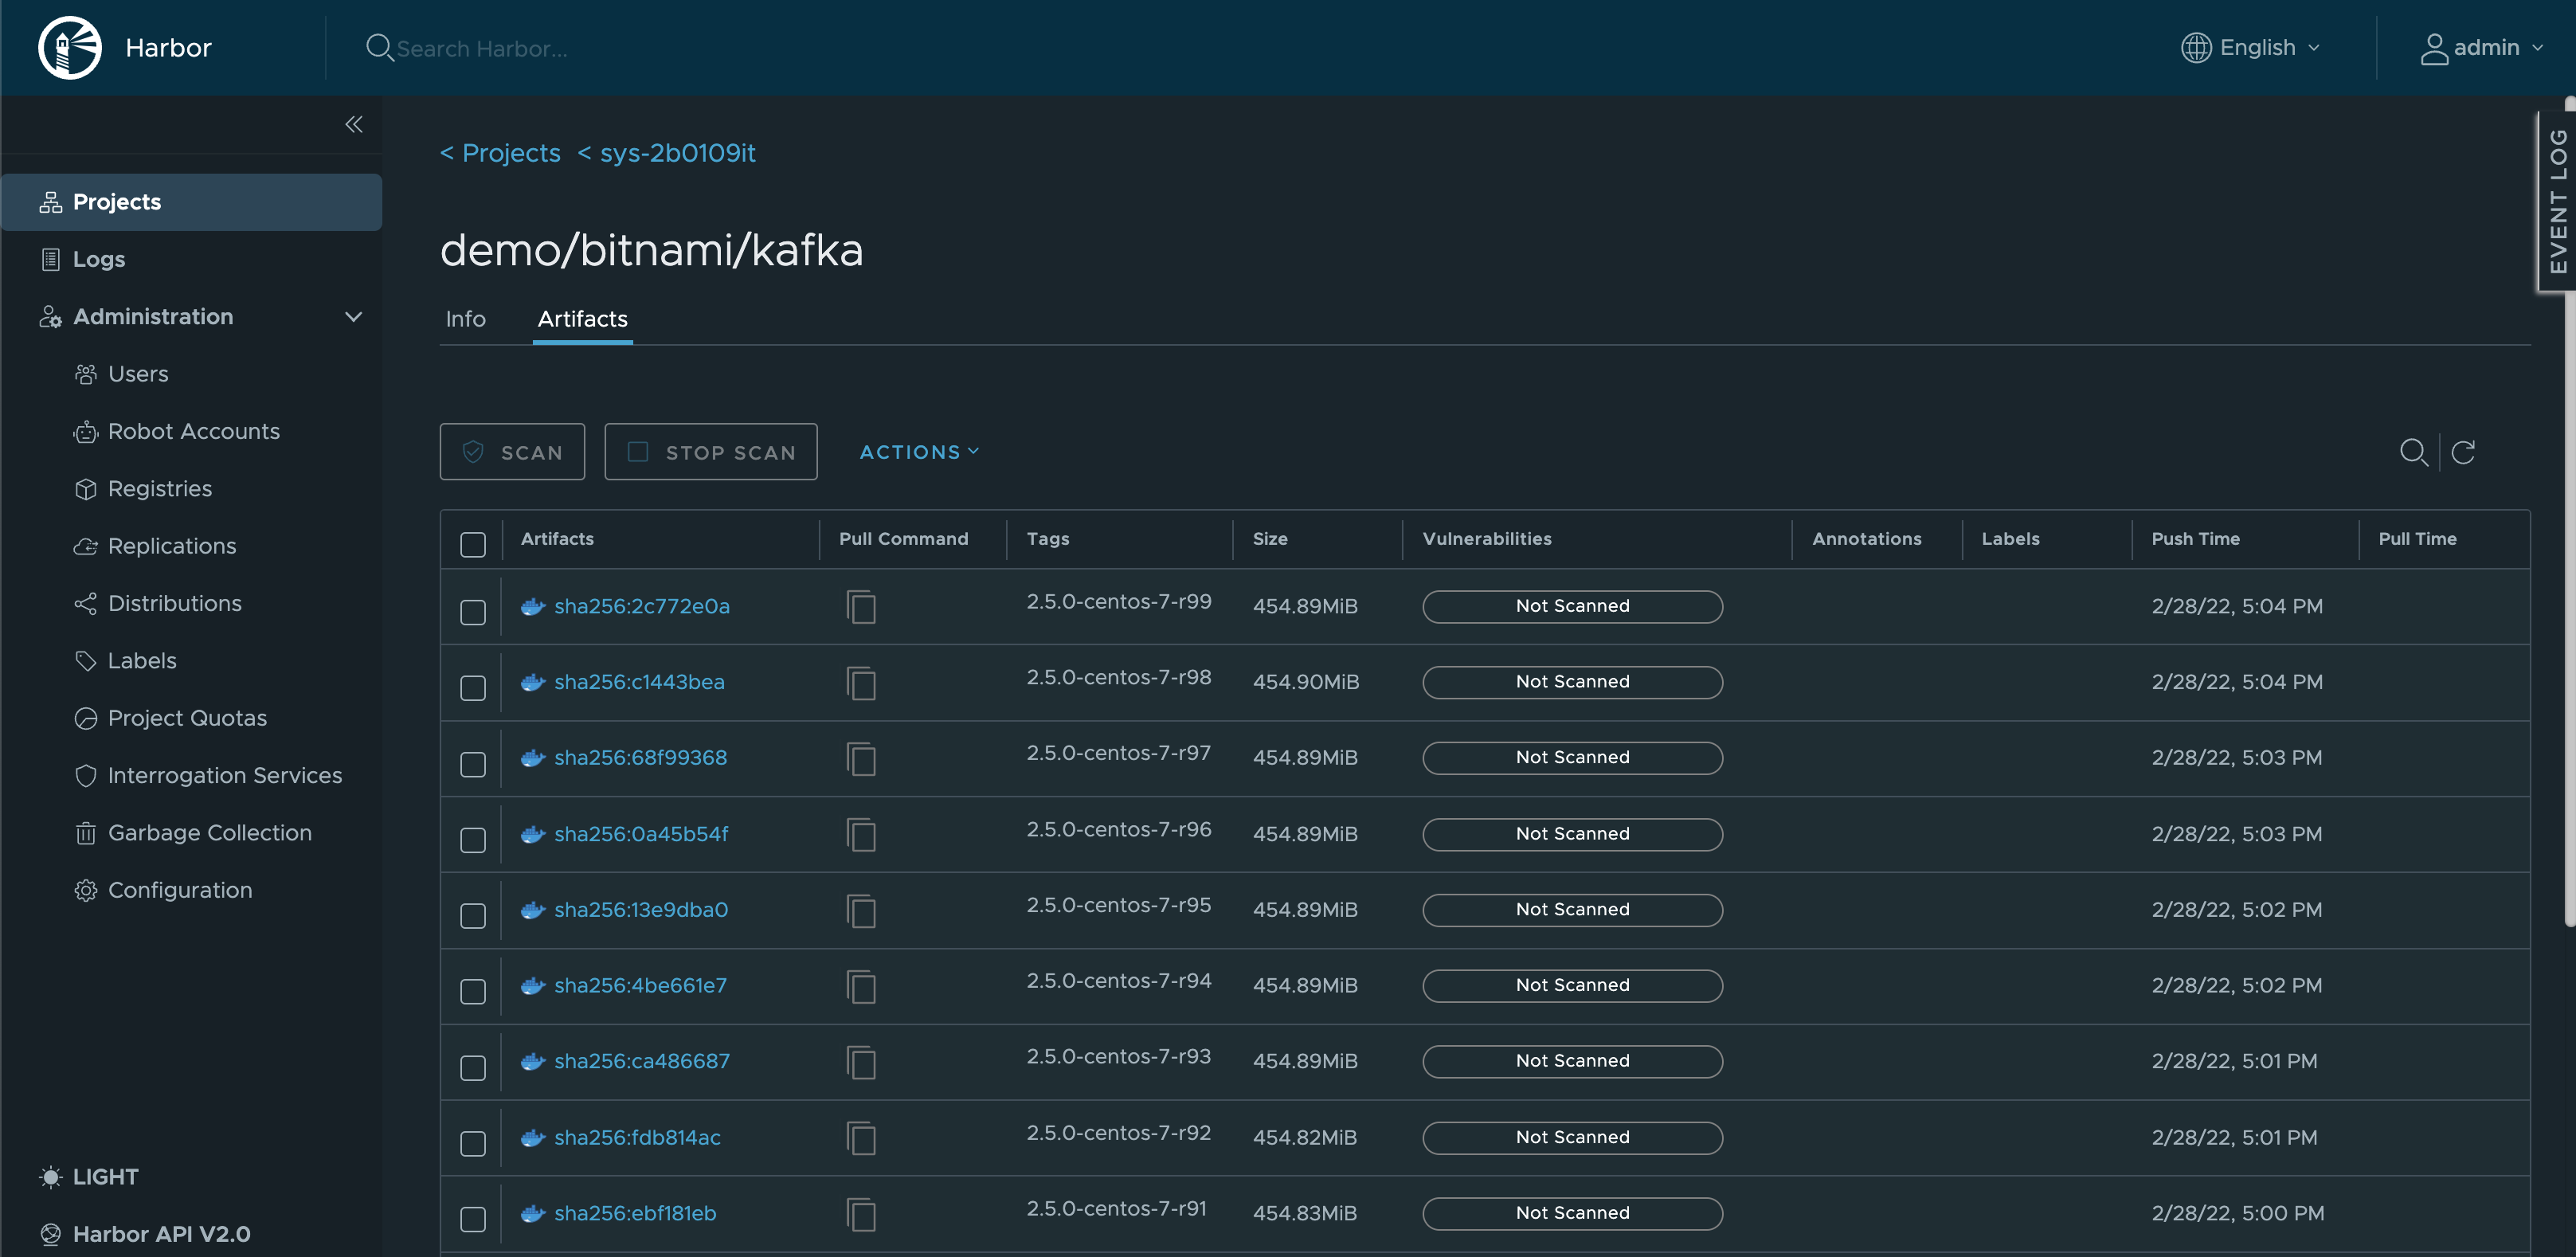 Harbor
Search Harbor...
English
admin
EVENT LOG
Projects
Logs
Administration
Users
Robot Accounts
Registries
Replications
Distributions
Labels
Project Quotas
Interrogation Services
Garbage Collection
Configuration
LIGHT
Harbor API V2.0
< Projects < sys-2b0109it
demo/bitnami/kafka
Info Artifacts
SCAN STOP SCAN ACTIONS
Artifacts Pull Command Tags Size Vulnerabilities Annotations Labels Push Time Pull Time
sha256:2c772e0a 2.5.0-centos-7-r99 454.89MiB Not Scanned 2/28/22, 5:04 PM
sha256:c1443bea 2.5.0-centos-7-r98 454.90MiB Not Scanned 2/28/22, 5:04 PM
sha256:68f99368 2.5.0-centos-7-r97 454.89MiB Not Scanned 2/28/22, 5:03 PM
sha256:0a45b54f 2.5.0-centos-7-r96 454.89MiB Not Scanned 2/28/22, 5:03 PM
sha256:13e9dba0 2.5.0-centos-7-r95 454.89MiB Not Scanned 2/28/22, 5:02 PM
sha256:4be661e7 2.5.0-centos-7-r94 454.89MiB Not Scanned 2/28/22, 5:02 PM
sha256:ca486687 2.5.0-centos-7-r93 454.89MiB Not Scanned 2/28/22, 5:01 PM
sha256:fdb814ac 2.5.0-centos-7-r92 454.82MiB Not Scanned 2/28/22, 5:01 PM
sha256:ebf181eb 2.5.0-centos-7-r91 454.83MiB Not Scanned 2/28/22, 5:00 PM